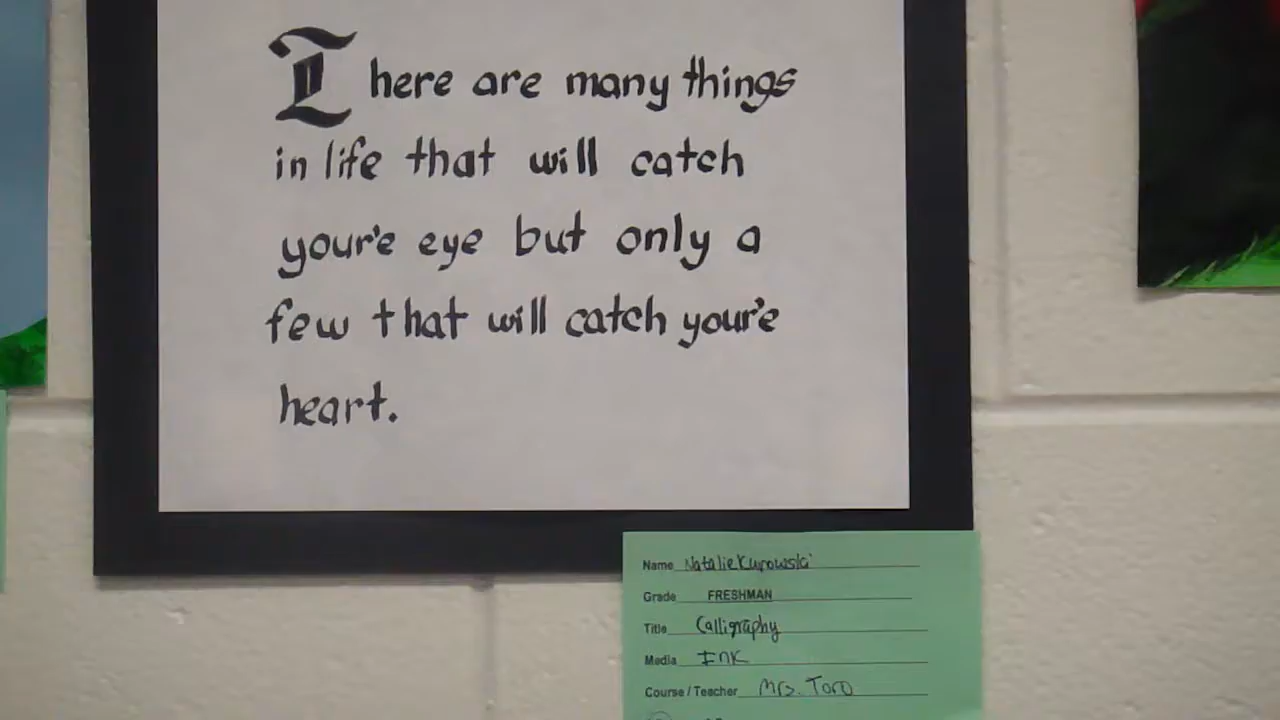 There are many things
in life that will catch
your'e eye but only a
few that will catch your'e
heart.
Name Natalie Kurowski
Grade FRESHMAN
Title Calligraphy
Media Ink
Course / Teacher Mrs. Toro